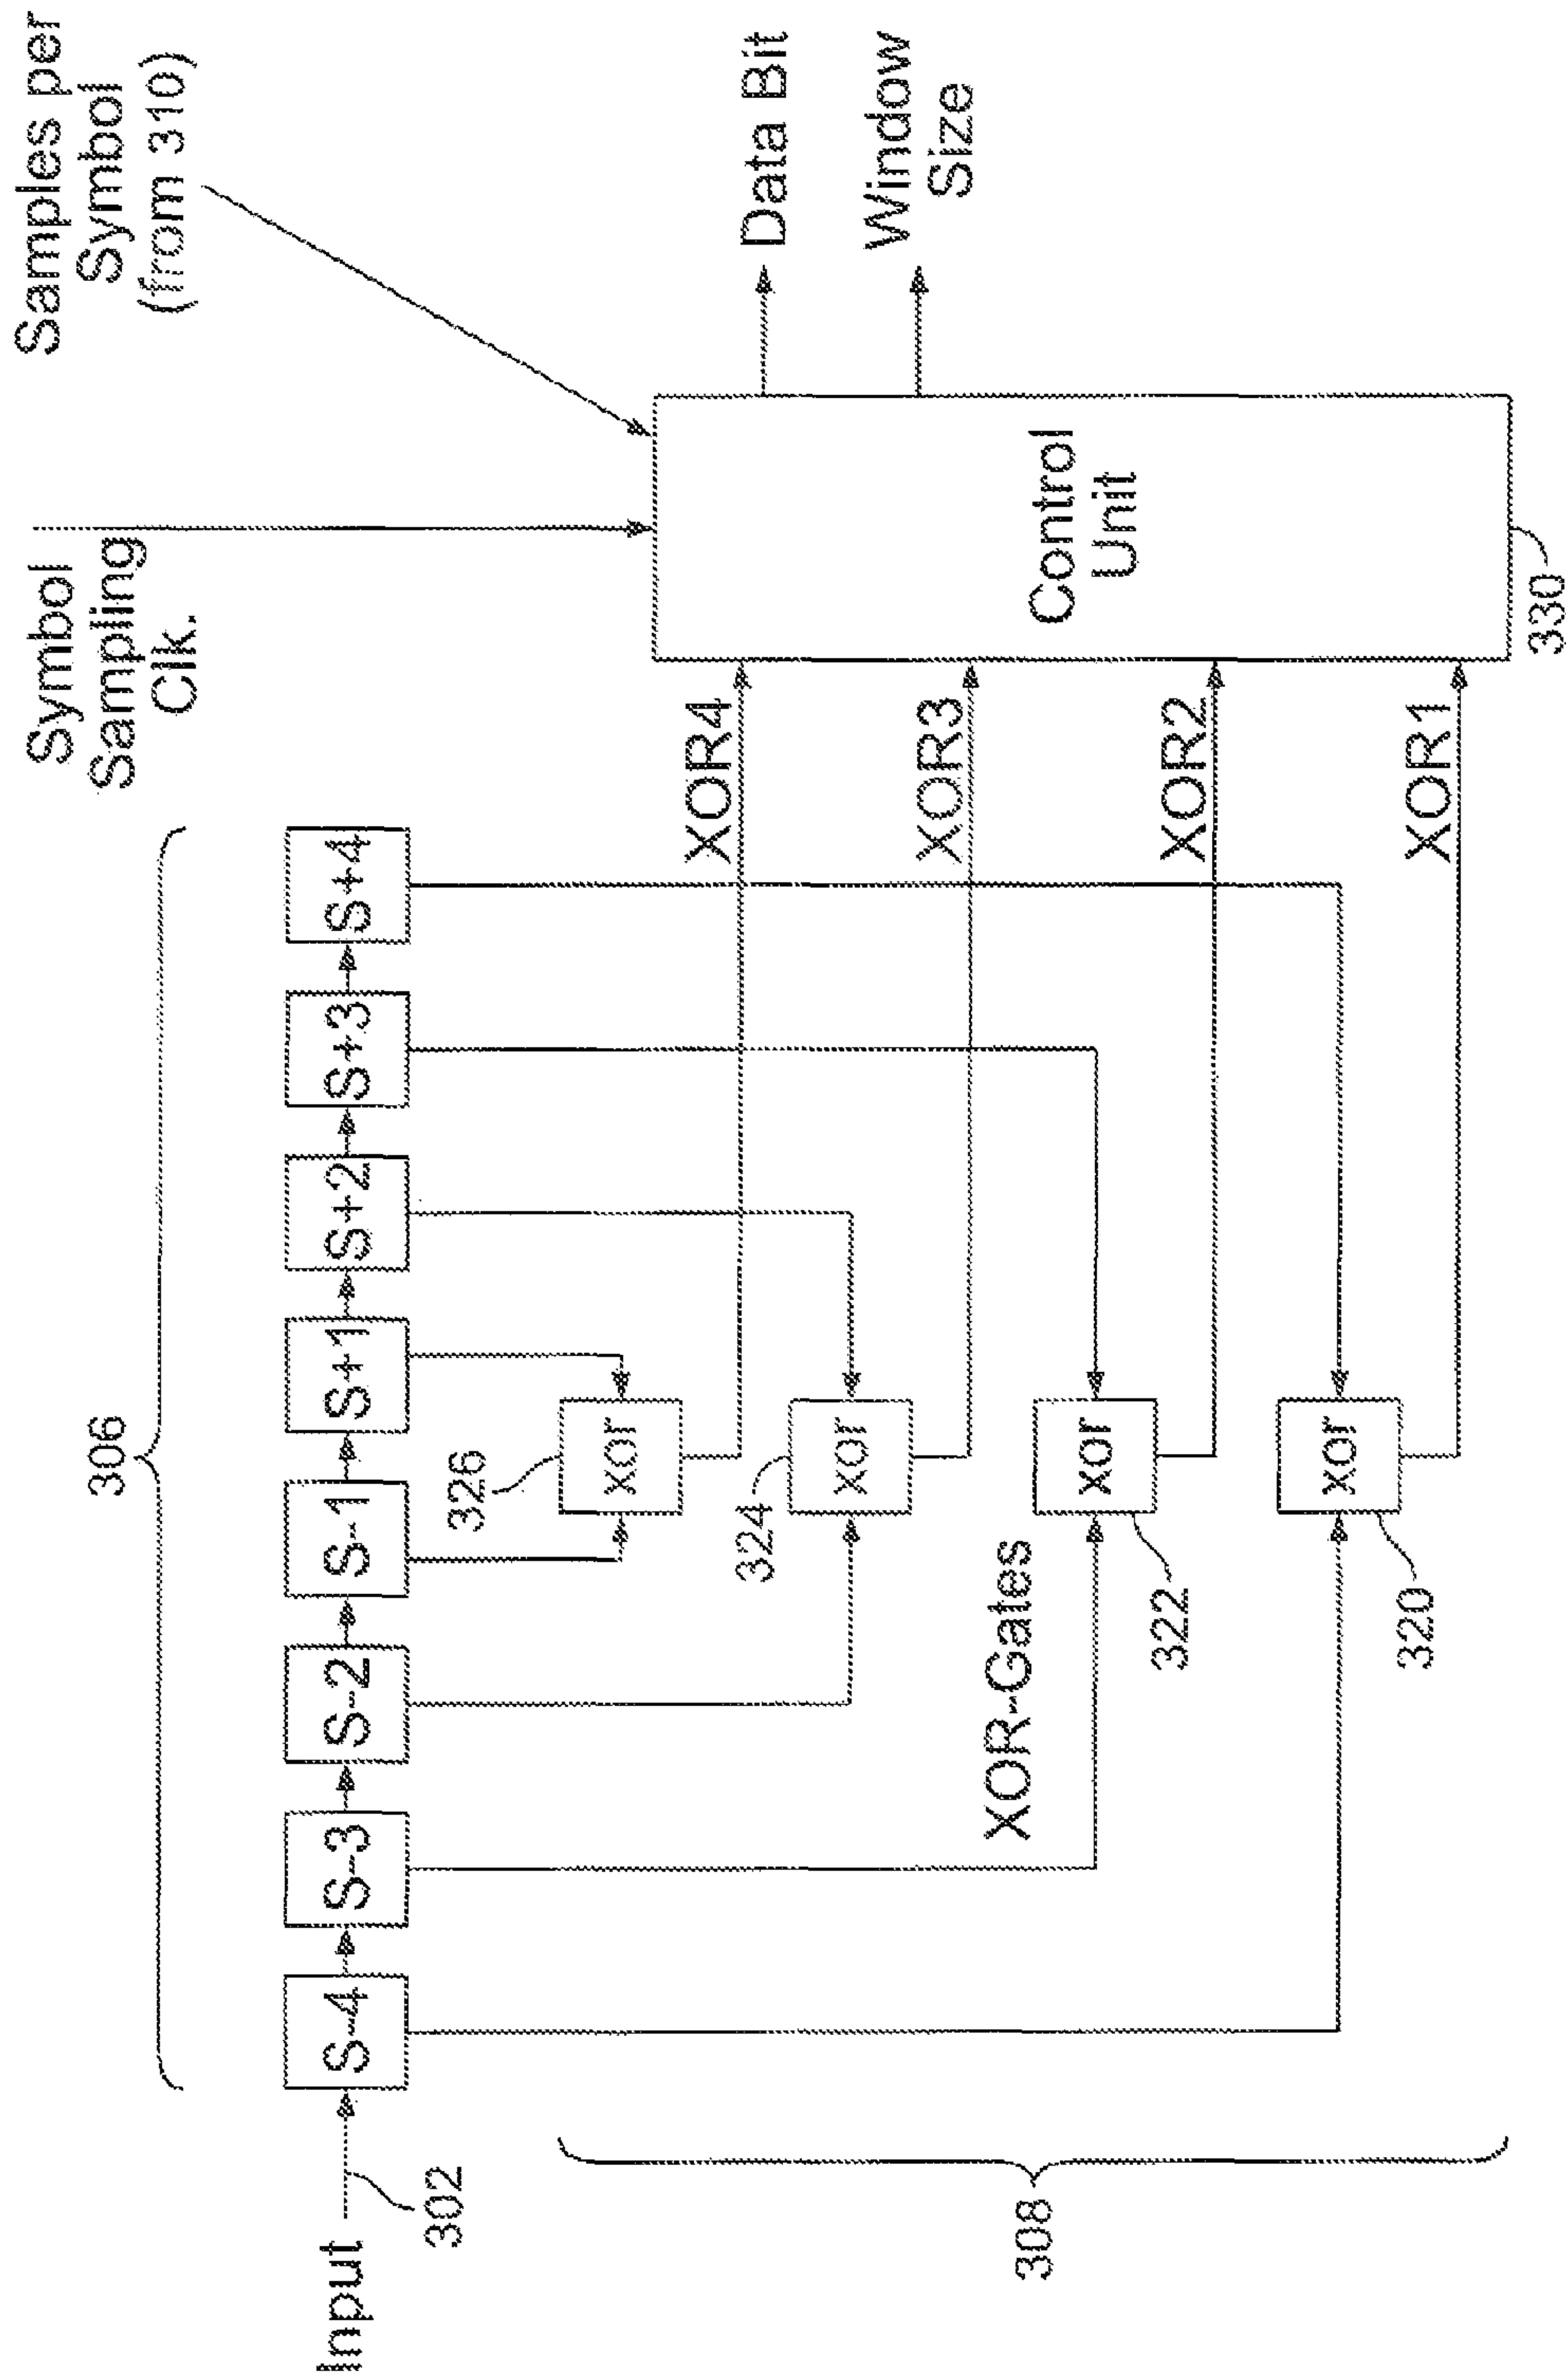 Input
302
306
S-4
S-3
S-2
S-1
S+1
S+2
S+3
S+4
308
XOR-Gates
326
xor
324
xor
322
xor
320
xor
XOR4
XOR3
XOR2
XOR1
Symbol
Sampling
Clk.
Samples per
Symbol
(from 310)
Control
Unit
330
Data Bit
Window
Size